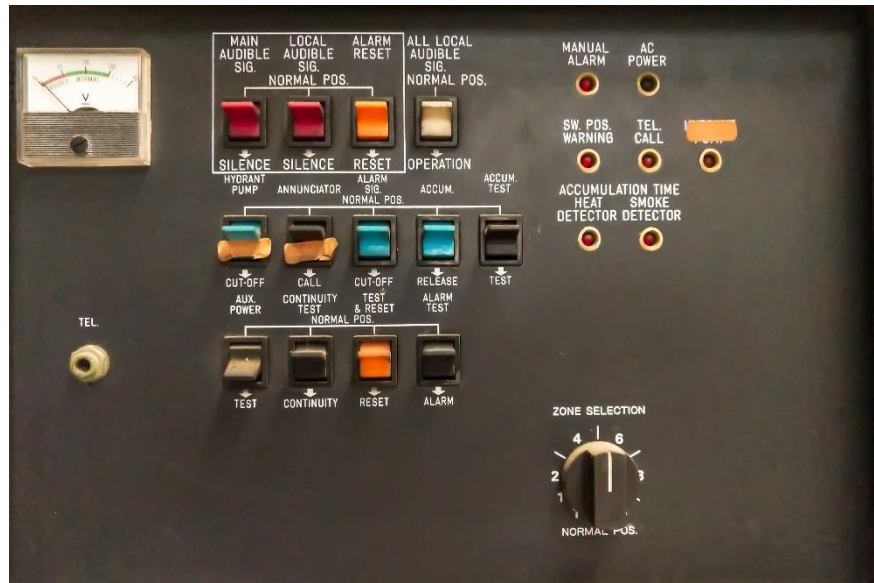 MAIN AUDIBLE SIG.
LOCAL AUDIBLE SIG.
ALARM RESET
ALL LOCAL AUDIBLE SIG.
NORMAL POS.
NORMAL POS.
SILENCE
SILENCE
RESET
OPERATION
HYDRANT PUMP
ANNUNCIATOR
ALARM SIG.
ACCUM.
ACCUM. TEST
NORMAL POS.
CUT-OFF
CALL
CUT-OFF
RELEASE
TEST
AUX. POWER
CONTINUITY TEST
TEST & RESET
ALARM TEST
NORMAL POS.
TEST
CONTINUITY
RESET
ALARM
NORMAL
V
TEL.
MANUAL ALARM
AC POWER
SW. POS. WARNING
TEL. CALL
ACCUMULATION TIME
HEAT DETECTOR
SMOKE DETECTOR
ZONE SELECTION
4 6
2
1
NORMAL POS.